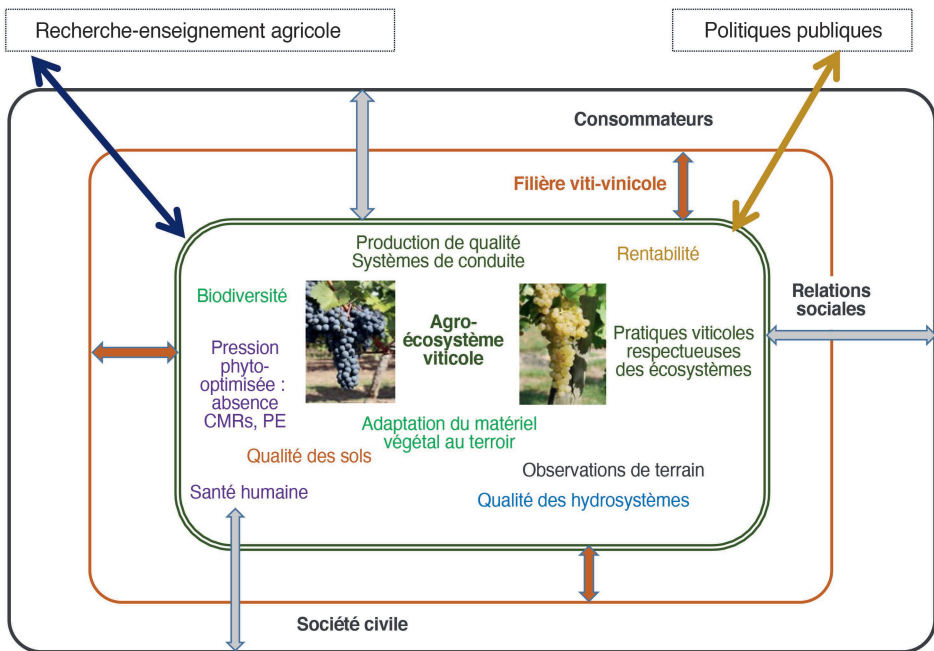 Recherche-enseignement agricole
Politiques publiques
Consommateurs
Filière viti-vinicole
Production de qualité
Systèmes de conduite
Rentabilité
Biodiversité
Agro-
écosystème
viticole
Relations
sociales
Pression
phyto-
optimisée :
absence
CMRs, PE
Pratiques viticoles
respectueuses
des écosystèmes
Adaptation du matériel
végétal au terroir
Qualité des sols
Observations de terrain
Santé humaine
Qualité des hydrosystèmes
Société civile